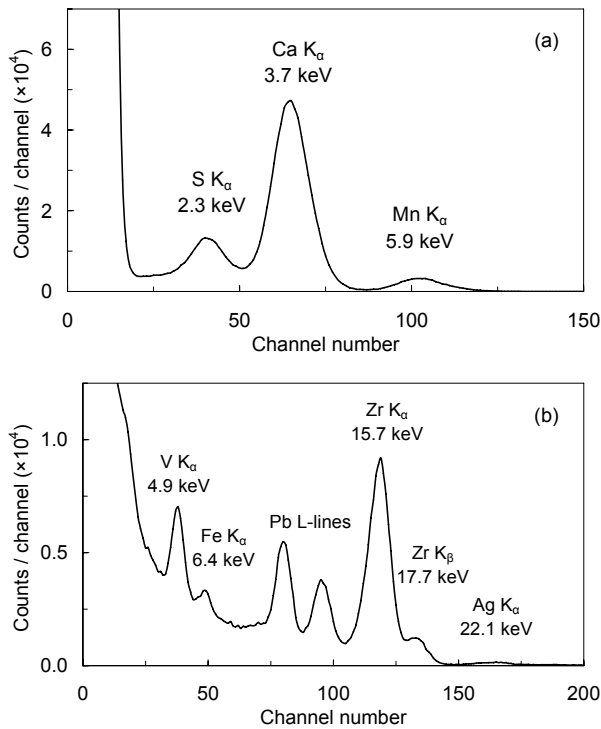 (a)
6
4
2
0
Counts / channel (×10⁴)
Ca Kα
3.7 keV
S Kα
2.3 keV
Mn Kα
5.9 keV
0 50 100 150
Channel number
(b)
1.0
0.5
0.0
Counts / channel (×10⁴)
Zr Kα
15.7 keV
V Kα
4.9 keV
Fe Kα
6.4 keV
Pb L-lines
Zr Kβ
17.7 keV
Ag Kα
22.1 keV
0 50 100 150 200
Channel number